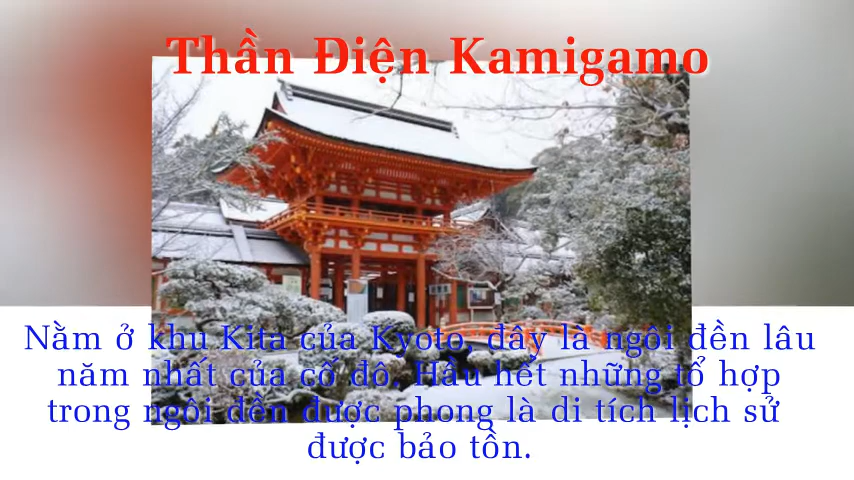 Thần Điện Kamigamo
Nằm ở khu Kita của Kyoto, đây là ngôi đền lâu
năm nhất của cố đô. Hầu hết những tổ hợp
trong ngôi đền được phong là di tích lịch sử
được bảo tồn.